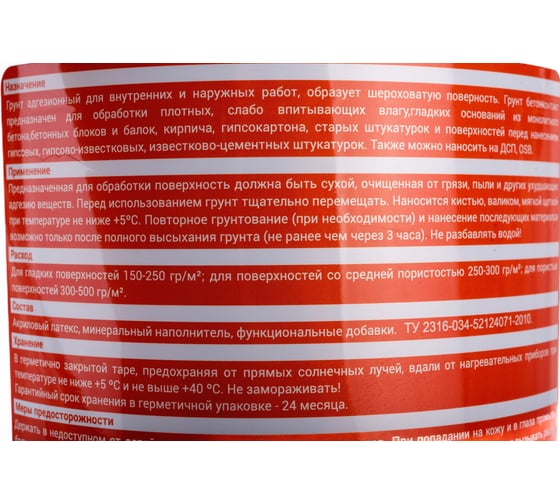 Назначение
Грунт адгезионный для внутренних и наружных работ, образует шероховатую поверность. Грунт
предназначен для обработки плотных, слабо впитывающих влагу,гладких оснований из
бетона,бетонных блоков и балок, кирпича, гипсокартона, старых штукатурок и поверхностей перед
гипсовых, гипсово-известковых, известково-цементных штукатурок. Также можно наносить на ДСП, OSB.
Применение
Предназначенная для обработки поверхность должна быть сухой, очищенной от грязи, пыли и других
адгезию веществ. Перед использованием грунт тщательно перемешать. Наносится кистью, валиком, мягкой
при температуре не ниже +5°С. Повторное грунтование (при необходимости) и нанесение последующих
возможно только после полного высыхания грунта (не ранее чем через 3 часа). Не разбавлять водой!
Расход
Для гладких поверхностей 150-250 гр/м²; для поверхностей со средней пористостью 250-300 гр/м²; для
поверхностей 300-500 гр/м².
Состав
Акриловый латекс, минеральный наполнитель, функциональные добавки. ТУ 2316-034-52124071-2010.
Хранение
В герметично закрытой таре, предохраняя от прямых солнечных лучей, вдали от нагревательных приборов при
температуре не ниже +5 °С и не выше +40 °С. Не замораживать!
Гарантийный срок хранения в герметичной упаковке - 24 месяца.
Меры предосторожности
Держать в недоступном от
При попадании на кожу и в глаза